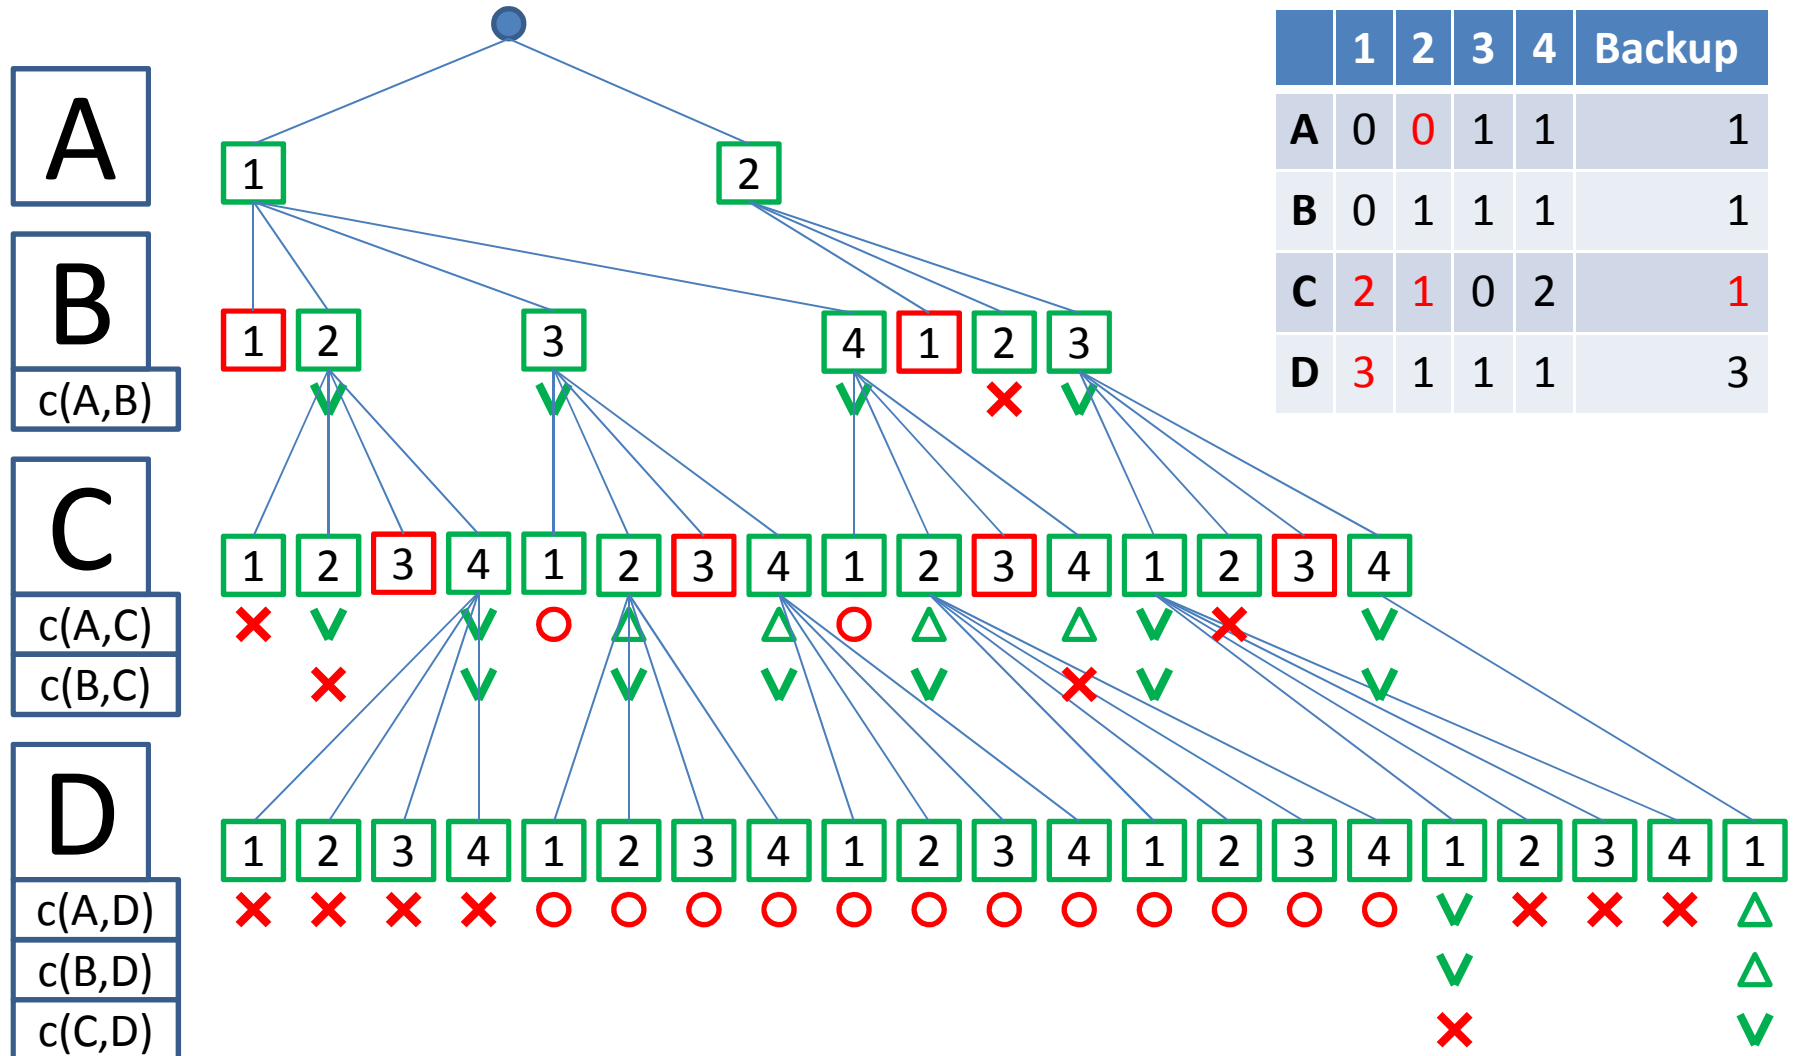 1 2 3 4 Backup
A 0 0 1 1 1
B 0 1 1 1 1
C 2 1 0 2 1
D 3 1 1 1 3
A
1 2
B
1 2 3 4 1 2 3
c(A,B)
C
1 2 3 4 1 2 3 4 1 2 3 4 1 2 3 4
c(A,C)
c(B,C)
D
1 2 3 4 1 2 3 4 1 2 3 4 1 2 3 4 1 2 3 4 1
c(A,D)
c(B,D)
c(C,D)